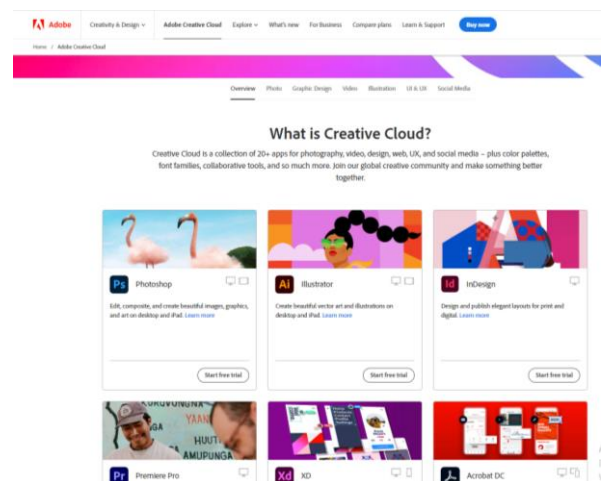 Adobe
Creativity & Design
Adobe Creative Cloud
Explore
What's new
For Business
Compare plans
Learn & Support
Buy now
Home / Adobe Creative Cloud
Overview
Photo
Graphic Design
Video
Illustration
UI & UX
Social Media
What is Creative Cloud?
Creative Cloud is a collection of 20+ apps for photography, video, design, web, UX, and social media – plus color palettes,
font families, collaborative tools, and so much more. Join our global creative community and make something better
together.
Ps Photoshop
Edit, composite, and create beautiful images, graphics,
and art on desktop and iPad. Learn more
Start free trial
Ai Illustrator
Create beautiful vector art and illustrations on
desktop and iPad. Learn more
Start free trial
Id InDesign
Design and publish elegant layouts for print and
digital. Learn more
Start free trial
YAAN
HUUT
AMUPUNGA
Pr Premiere Pro
Xd XD
Acrobat DC